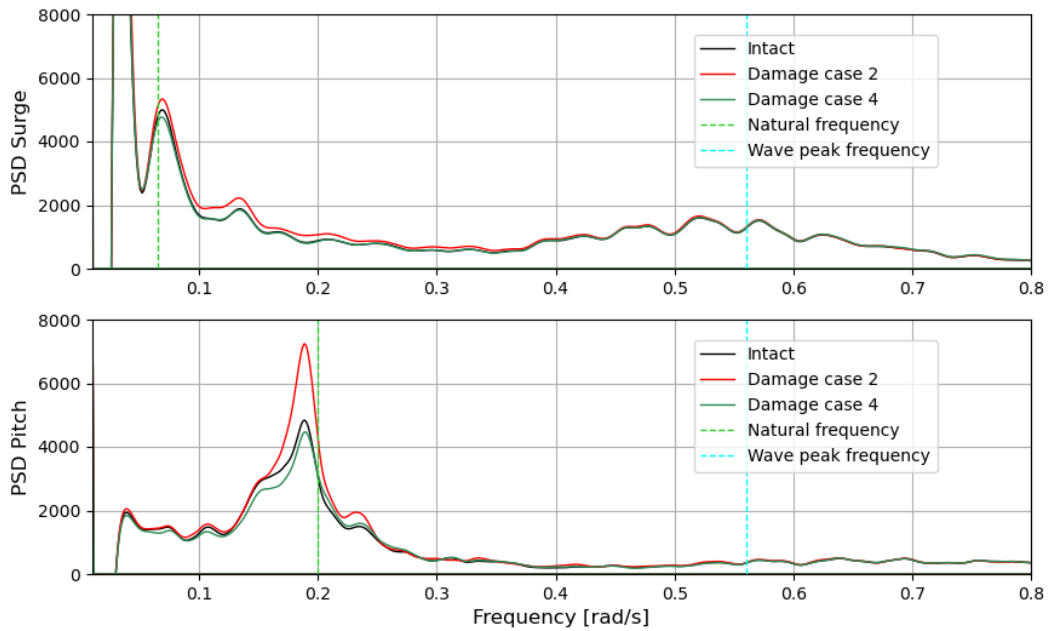 PSD Surge
8000
6000
4000
2000
0
Intact
Damage case 2
Damage case 4
Natural frequency
Wave peak frequency
0.1 0.2 0.3 0.4 0.5 0.6 0.7 0.8
PSD Pitch
8000
6000
4000
2000
0
Intact
Damage case 2
Damage case 4
Natural frequency
Wave peak frequency
0.1 0.2 0.3 0.4 0.5 0.6 0.7 0.8
Frequency [rad/s]